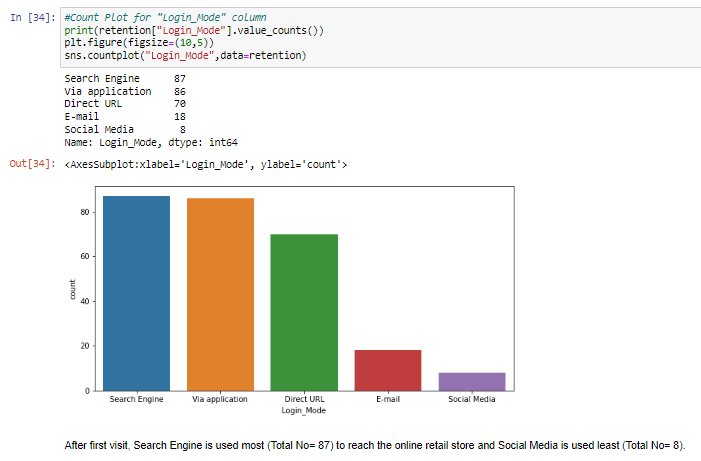 In [34]: #Count Plot for "Login_Mode" column
print(retention["Login_Mode"].value_counts())
plt.figure(figsize=(10,5))
sns.countplot("Login_Mode",data=retention)
Search Engine 87
Via application 86
Direct URL 70
E-mail 18
Social Media 8
Name: Login_Mode, dtype: int64
Out[34]: <AxesSubplot:xlabel='Login_Mode', ylabel='count'>
80
60
40
20
0
count
Search Engine Via application Direct URL E-mail Social Media
Login_Mode
After first visit, Search Engine is used most (Total No= 87) to reach the online retail store and Social Media is used least (Total No= 8).